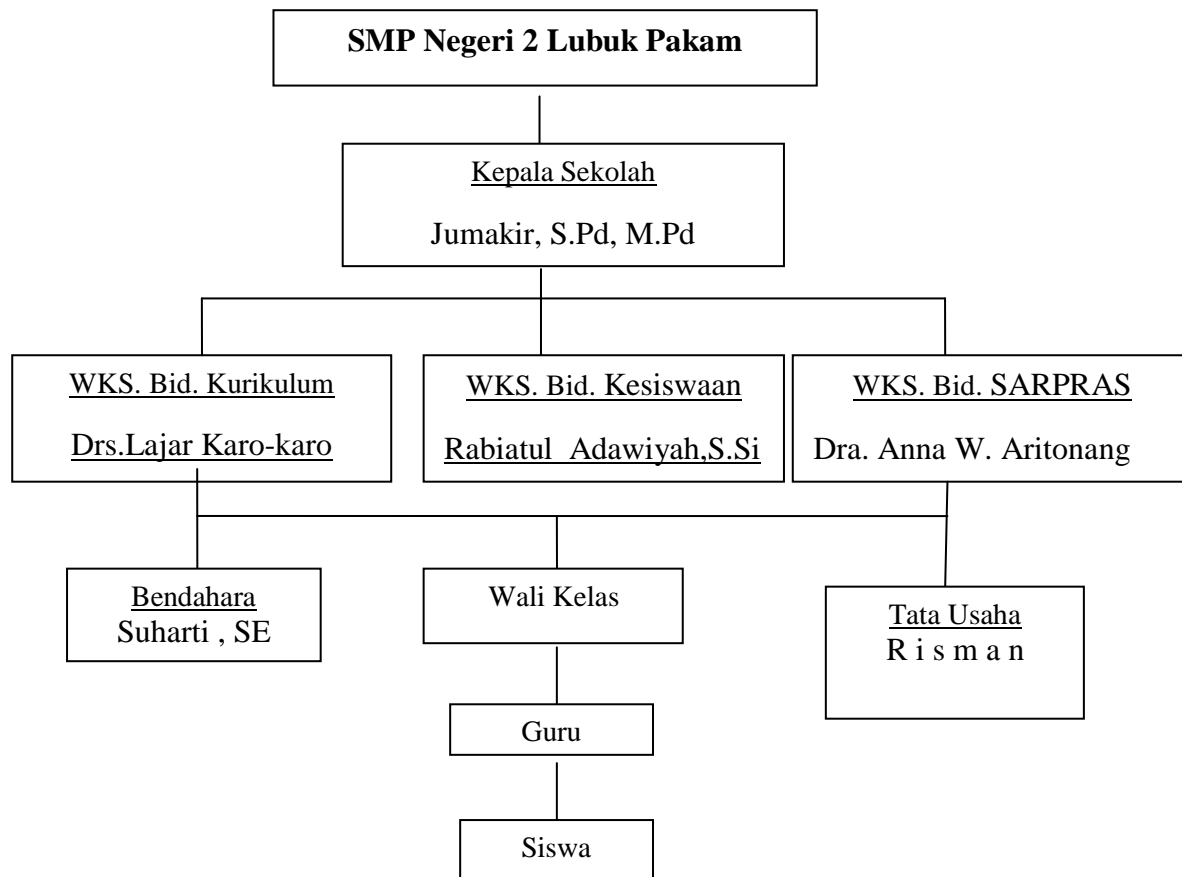 SMP Negeri 2 Lubuk Pakam
Kepala Sekolah
Jumakir, S.Pd, M.Pd
WKS. Bid. Kurikulum
Drs.Lajar Karo-karo
WKS. Bid. Kesiswaan
Rabiatul Adawiyah,S.Si
WKS. Bid. SARPRAS
Dra. Anna W. Aritonang
Bendahara
Suharti , SE
Wali Kelas
Tata Usaha
R i s m a n
Guru
Siswa